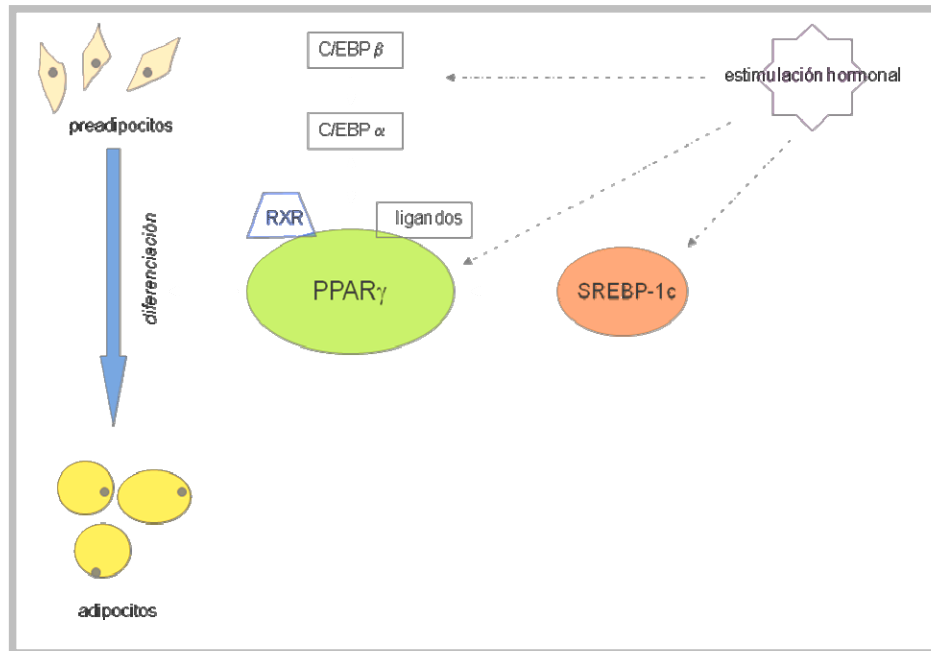 C/EBP β
estimulación hormonal
preadipocitos
C/EBP α
RXR
ligandos
diferenciación
PPARγ
SREBP-1c
adipocitos